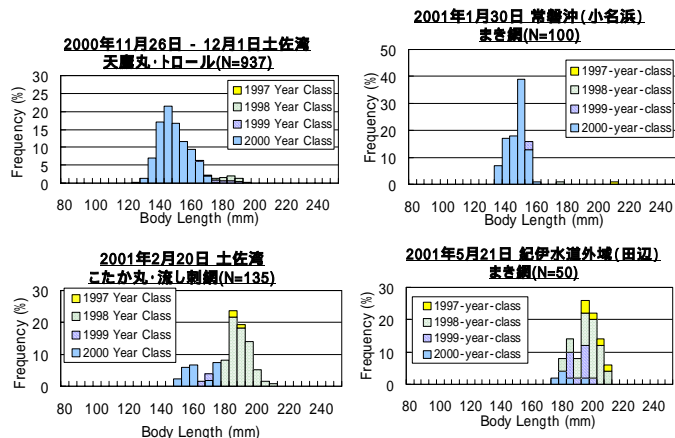 2000年11月26日 - 12月1日土佐湾
天鷹丸・トロール(N=937)
30
25
20
15
10
5
0
Frequency (%)
1997 Year Class
1998 Year Class
1999 Year Class
2000 Year Class
80 100 120 140 160 180 200 220 240
Body Length (mm)
2001年1月30日 常磐沖(小名浜)
まき網(N=100)
50
40
30
20
10
0
Frequency (%)
1997-year-class
1998-year-class
1999-year-class
2000-year-class
80 100 120 140 160 180 200 220 240
Body Length (mm)
2001年2月20日 土佐湾
こたか丸・流し刺網(N=135)
30
20
10
0
Frequency (%)
1997 Year Class
1998 Year Class
1999 Year Class
2000 Year Class
80 100 120 140 160 180 200 220 240
Body Length (mm)
2001年5月21日 紀伊水道外域(田辺)
まき網(N=50)
30
20
10
0
Frequency (%)
1997-year-class
1998-year-class
1999-year-class
2000-year-class
80 100 120 140 160 180 200 220 240
Body Length (mm)